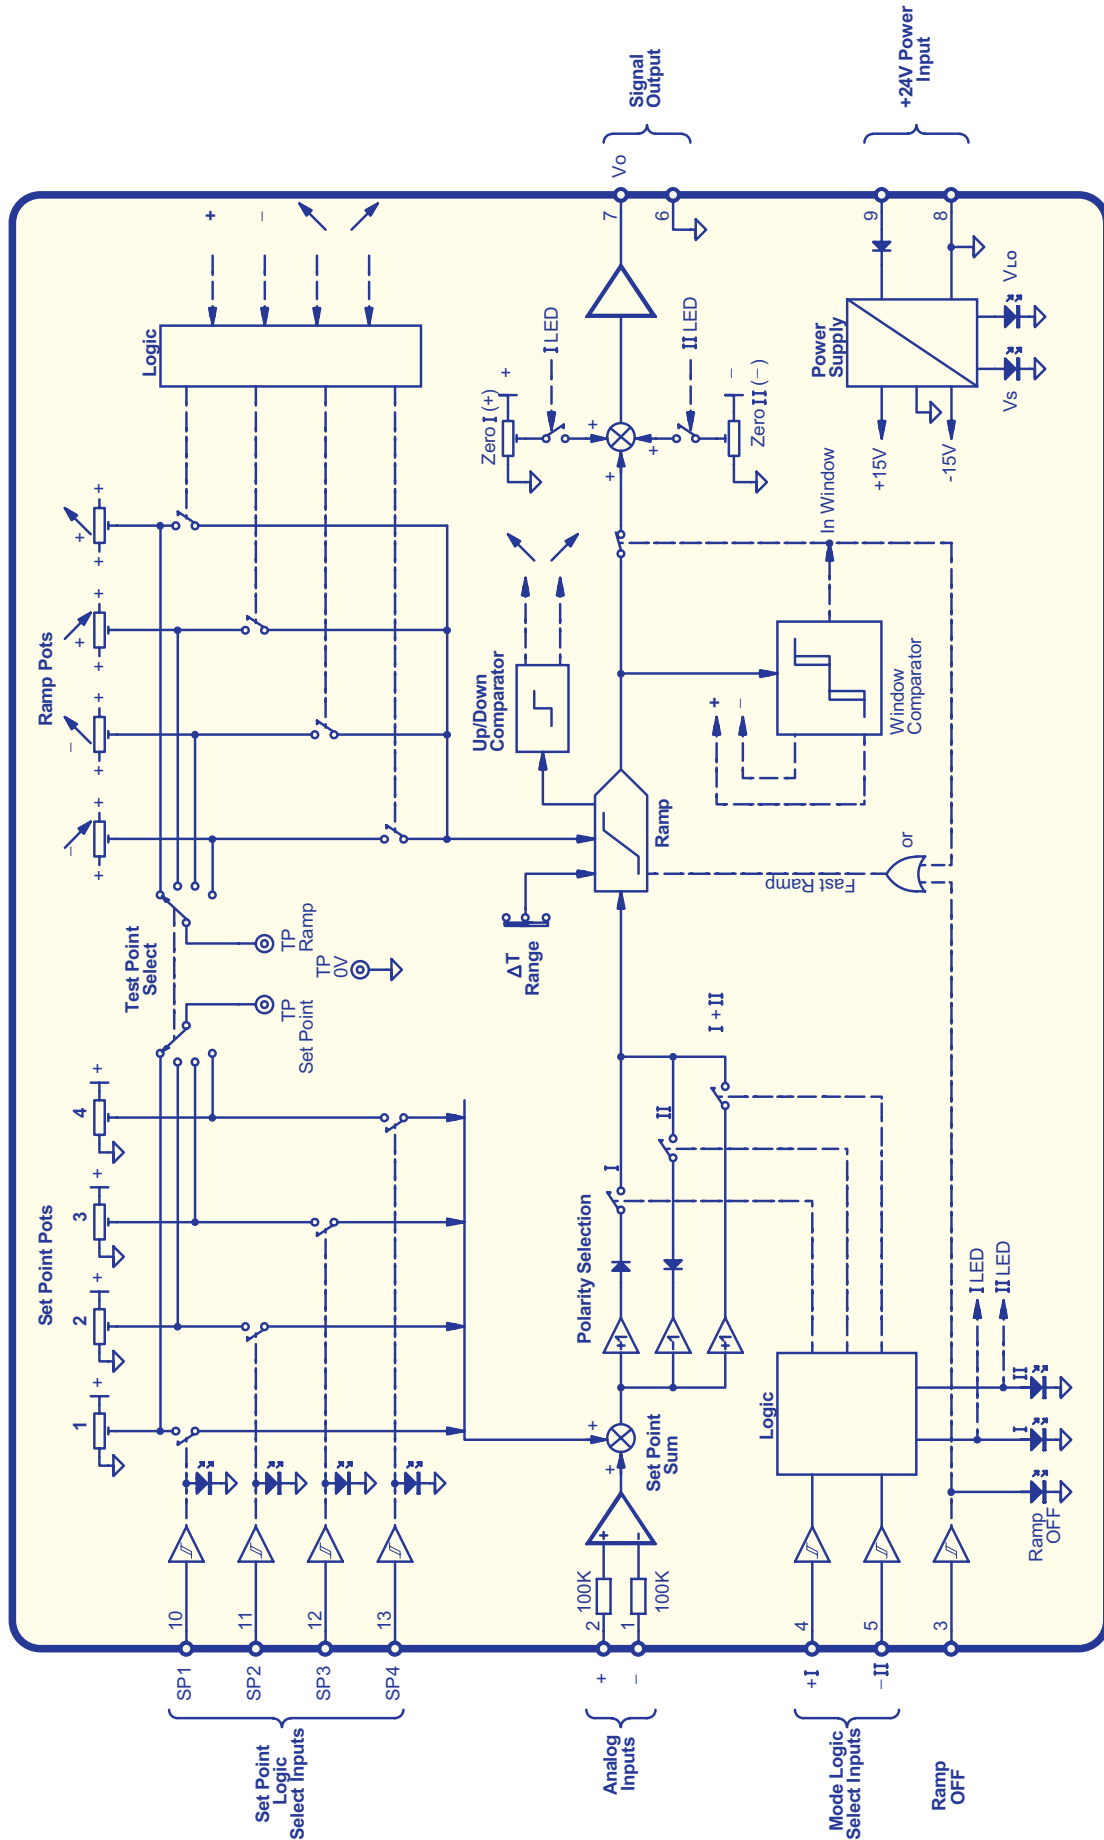 Set Point Pots
1
2
3
4
+
+
+
+
Test Point
Select
TP
Set Point
TP
Ramp
TP
0V
Ramp Pots
+
−
+
+
−
+
+
+
+
+
+
+
Logic
+
−
Set Point
Logic
Select Inputs
SP1
SP2
SP3
SP4
10
11
12
13
Analog
Inputs
+
−
2
1
100K
100K
+
−
+
+
Set Point
Sum
Polarity Selection
+1
-1
+1
I
II
I + II
ΔT
Range
Ramp
Up/Down
Comparator
Fast Ramp
or
+
−
Window
Comparator
In Window
Zero I (+)
+
I LED
+
+
+
II LED
Zero II (−)
−
7
6
Vo
Signal
Output
Mode Logic
Select Inputs
+I
−II
4
5
Logic
I
II
I LED
II LED
Ramp
OFF
3
Ramp
OFF
+15V
-15V
Power
Supply
Vs
VLO
9
8
+24V Power
Input